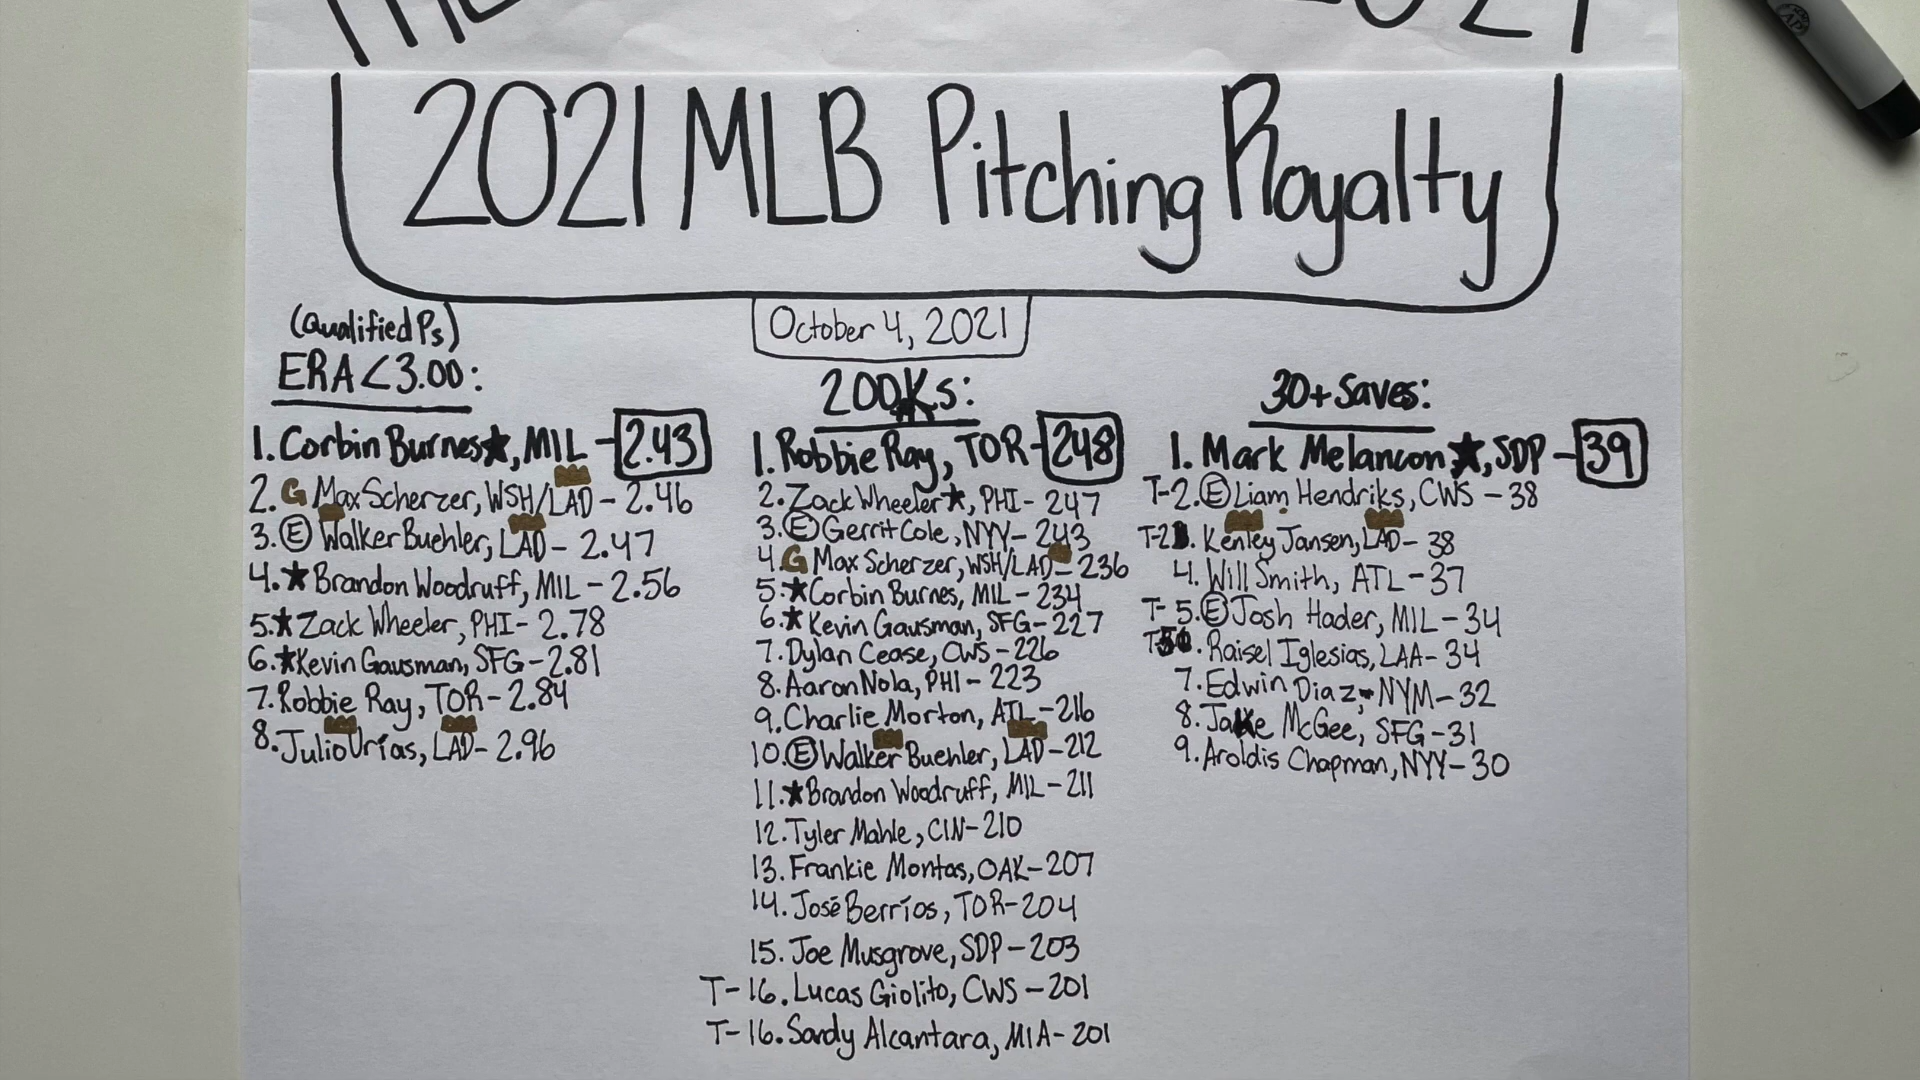 2021
2021 MLB Pitching Royalty
October 4, 2021
(Qualified Ps)
ERA<3.00:
1. Corbin Burnes★, MIL - 2.43
2. G Max Scherzer, WSH/LAD - 2.46
3. Ⓔ Walker Buehler, LAD - 2.47
4. ★ Brandon Woodruff, MIL - 2.56
5. ★ Zack Wheeler, PHI - 2.78
6. ★Kevin Gausman, SFG - 2.81
7. Robbie Ray, TOR - 2.84
8. Julio Urías, LAD - 2.96
200Ks:
1. Robbie Ray, TOR - 248
2. Zack Wheeler★, PHI - 247
3. Ⓔ Gerrit Cole, NYY - 243
4. G Max Scherzer, WSH/LAD - 236
5. ★Corbin Burnes, MIL - 234
6. ★Kevin Gausman, SFG - 227
7. Dylan Cease, CWS - 226
8. Aaron Nola, PHI - 223
9. Charlie Morton, ATL - 216
10. Ⓔ Walker Buehler, LAD - 212
11. ★Brandon Woodruff, MIL - 211
12. Tyler Mahle, CIN - 210
13. Frankie Montas, OAK - 207
14. José Berríos, TOR - 204
15. Joe Musgrove, SDP - 203
T-16. Lucas Giolito, CWS - 201
T-16. Sandy Alcantara, MIA - 201
30+ Saves:
1. Mark Melancon★, SDP - 39
T-2. Ⓔ Liam Hendriks, CWS - 38
T-2. Kenley Jansen, LAD - 38
4. Will Smith, ATL - 37
T-5. Ⓔ Josh Hader, MIL - 34
T-5. Raisel Iglesias, LAA - 34
7. Edwin Diaz, NYM - 32
8. Jake McGee, SFG - 31
9. Aroldis Chapman, NYY - 30